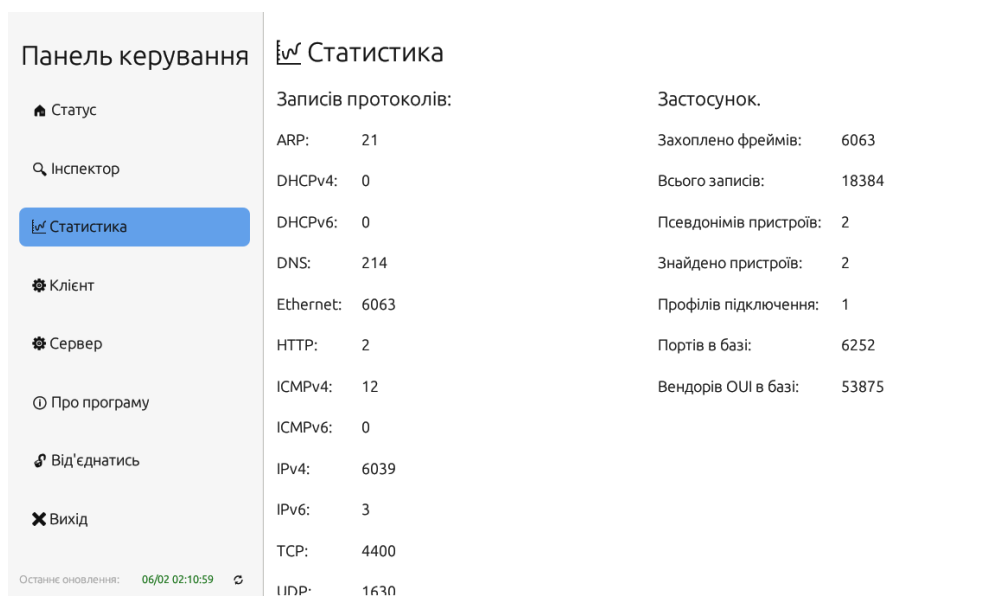 Панель керування
Статус
Інспектор
Статистика
Клієнт
Сервер
Про програму
Від'єднатись
Вихід
Останнє оновлення: 06/02 02:10:59
Статистика
Записів протоколів:
ARP: 21
DHCPv4: 0
DHCPv6: 0
DNS: 214
Ethernet: 6063
HTTP: 2
ICMPv4: 12
ICMPv6: 0
IPv4: 6039
IPv6: 3
TCP: 4400
UDP: 1630
Застосунок.
Захоплено фреймів: 6063
Всього записів: 18384
Псевдонімів пристроїв: 2
Знайдено пристроїв: 2
Профілів підключення: 1
Портів в базі: 6252
Вендорів OUI в базі: 53875